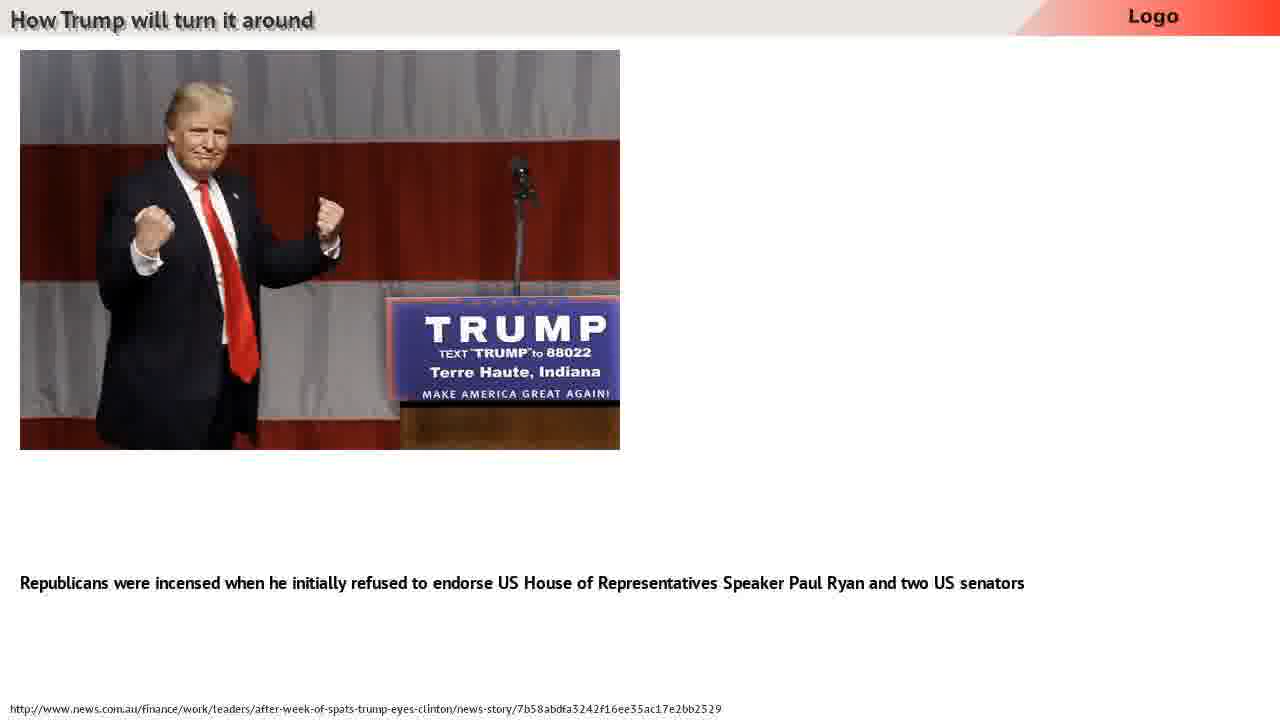 How Trump will turn it around
Logo
TRUMP
TEXT "TRUMP" to 88022
Terre Haute, Indiana
MAKE AMERICA GREAT AGAIN!
Republicans were incensed when he initially refused to endorse US House of Representatives Speaker Paul Ryan and two US senators
http://www.news.com.au/finance/work/leaders/after-week-of-spats-trump-eyes-clinton/news-story/7b58abdfa3242f16ee35ac17e2bb2529